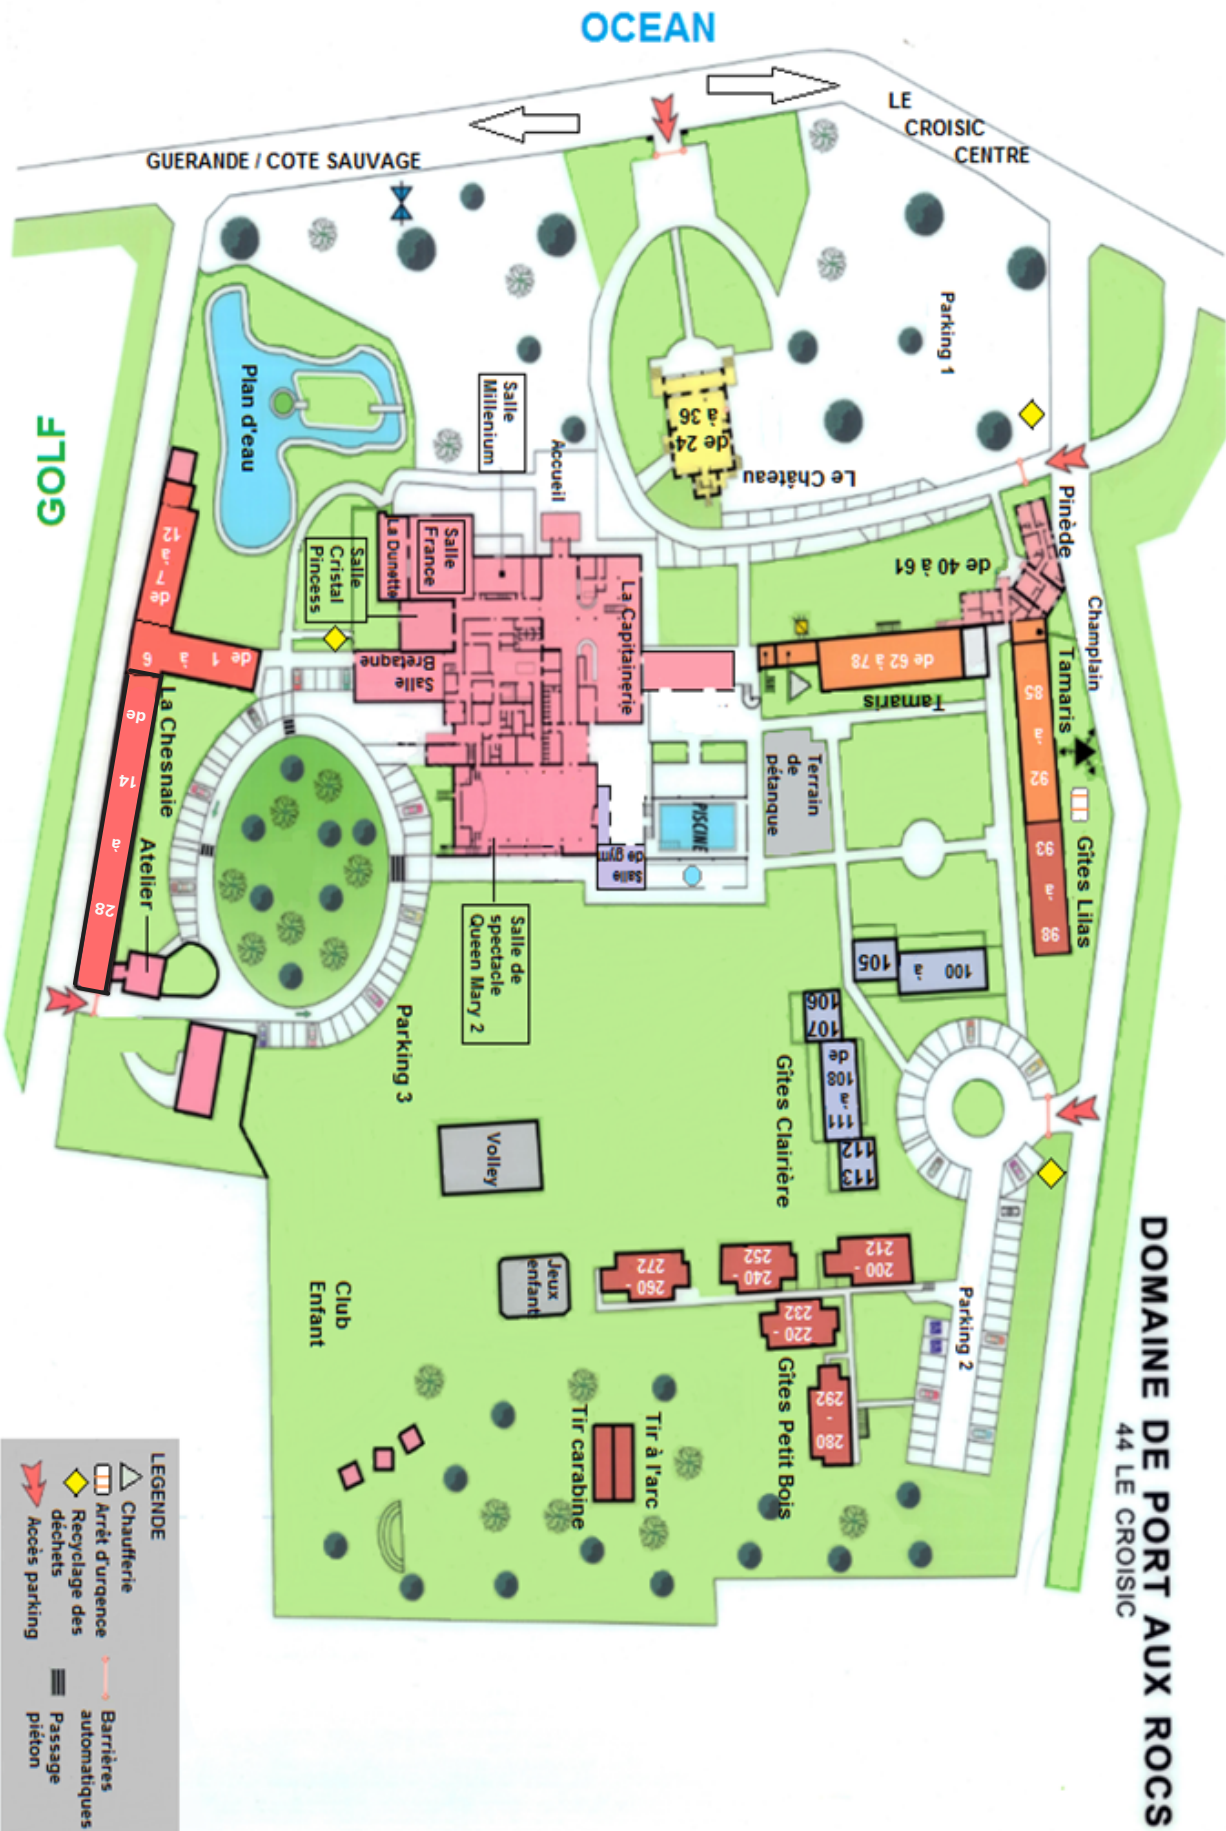 OCEAN
LE
CROISIC
CENTRE
GUERANDE / COTE SAUVAGE
Parking 1
Plan d'eau
GOLF
Salle
Millenium
Accueil
de 24
à 36
Le Château
Pinède
de 40 à 61
Champlain
Salle
France
La Dunette
Salle
Cristal
Pincess
La Capitainerie
salle
Bretagne
de 7 à 12
de 1 à 6
de 14 à 28
La Chesnaie
Atelier
de 62 à 78
Tamaris
Tamaris
85 à 92
93 à 98
Gîtes Lilas
Terrain
de
pétanque
PISCINE
salle
de gym
Salle de
spectacle
Queen Mary 2
Parking 3
100 à
105
106
107
de
108
à
111
112
113
Gîtes Clairière
Volley
Jeux
enfant
Club
Enfant
200 -
212
240 -
252
260 -
272
220 -
232
280 -
292
Gîtes Petit Bois
Parking 2
Tir à l'arc
Tir carabine
DOMAINE DE PORT AUX ROCS
44 LE CROISIC
LEGENDE
Chaufferie
Arrêt d'urgence
Recyclage des
déchets
Accès parking
Barrières
automatiques
Passage
piéton